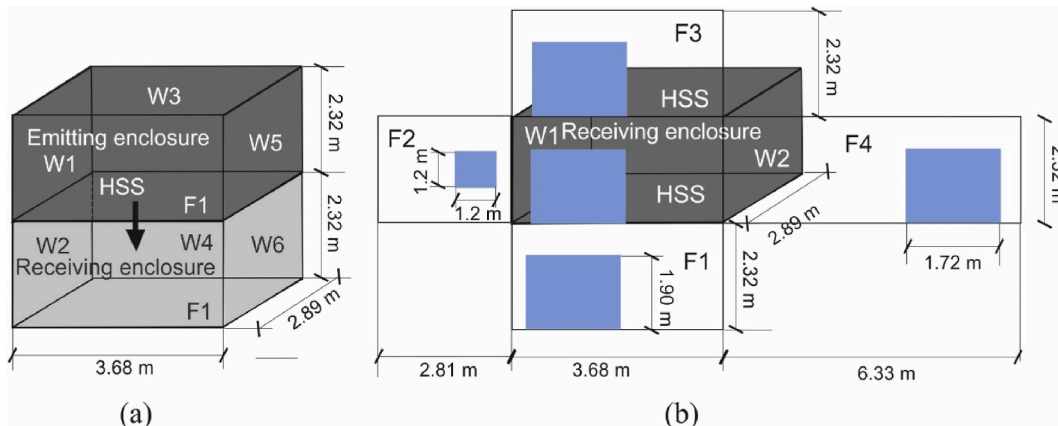 W3
Emitting enclosure
W1
W5
HSS
F1
W2
W4
W6
Receiving enclosure
F1
2.32 m
2.32 m
2.89 m
3.68 m
(a)
F3
2.32 m
HSS
F2
W1
Receiving enclosure
F4
W2
1.2 m
1.2 m
HSS
2.32 m
2.89 m
1.72 m
F1
1.90 m
2.32 m
2.81 m
3.68 m
6.33 m
(b)